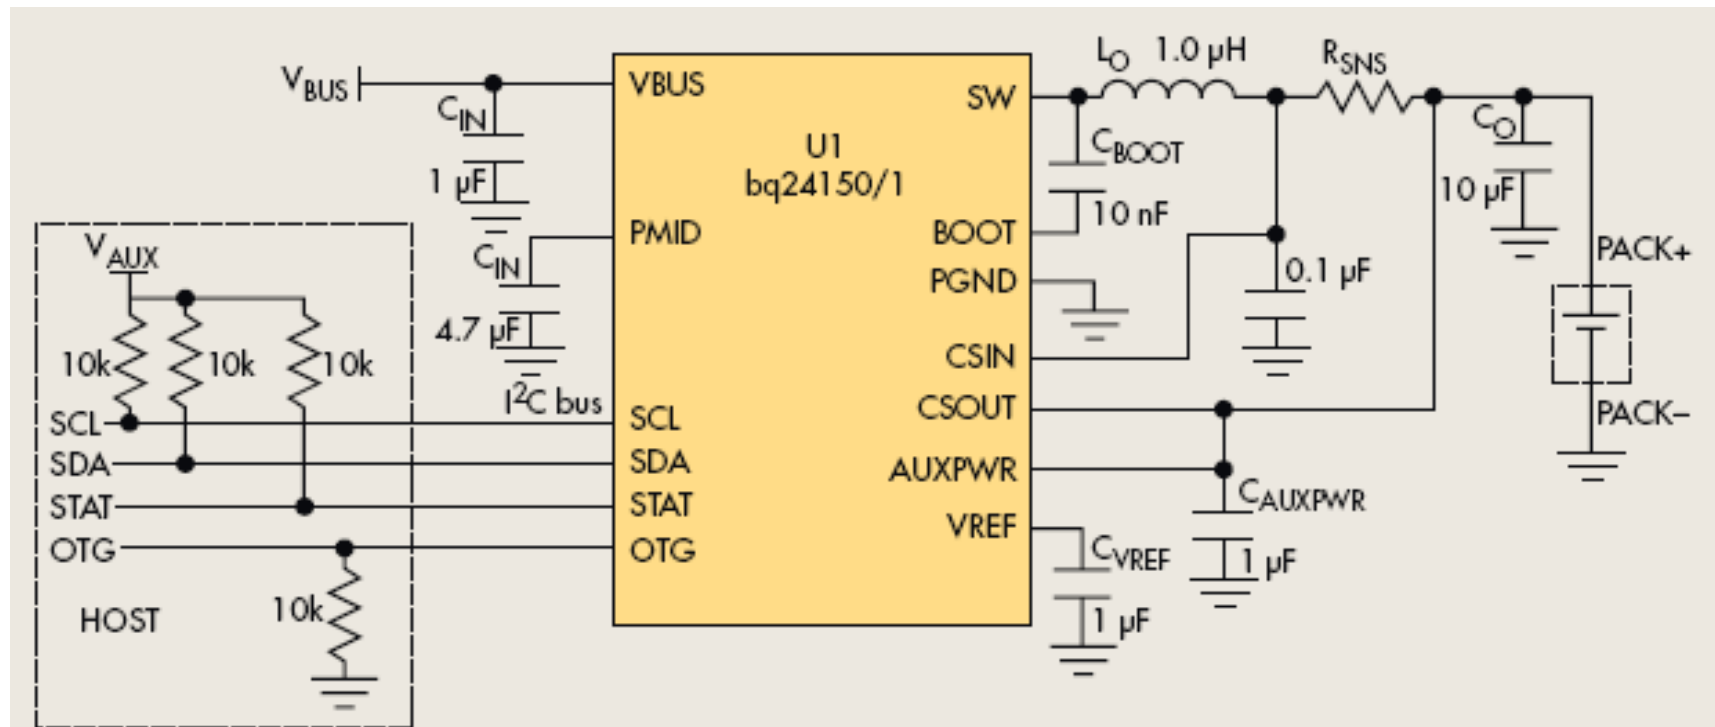 V_BUS
C_IN
1 µF
VBUS
U1
bq24150/1
SW
L_O 1.0 µH
R_SNS
C_BOOT
10 nF
C_O
10 µF
PMID
C_IN
4.7 µF
BOOT
PGND
0.1 µF
PACK+
PACK–
CSIN
CSOUT
AUXPWR
C_AUXPWR
1 µF
VREF
C_VREF
1 µF
V_AUX
10k
10k
10k
I²C bus
SCL
SCL
SDA
SDA
STAT
STAT
OTG
OTG
10k
HOST